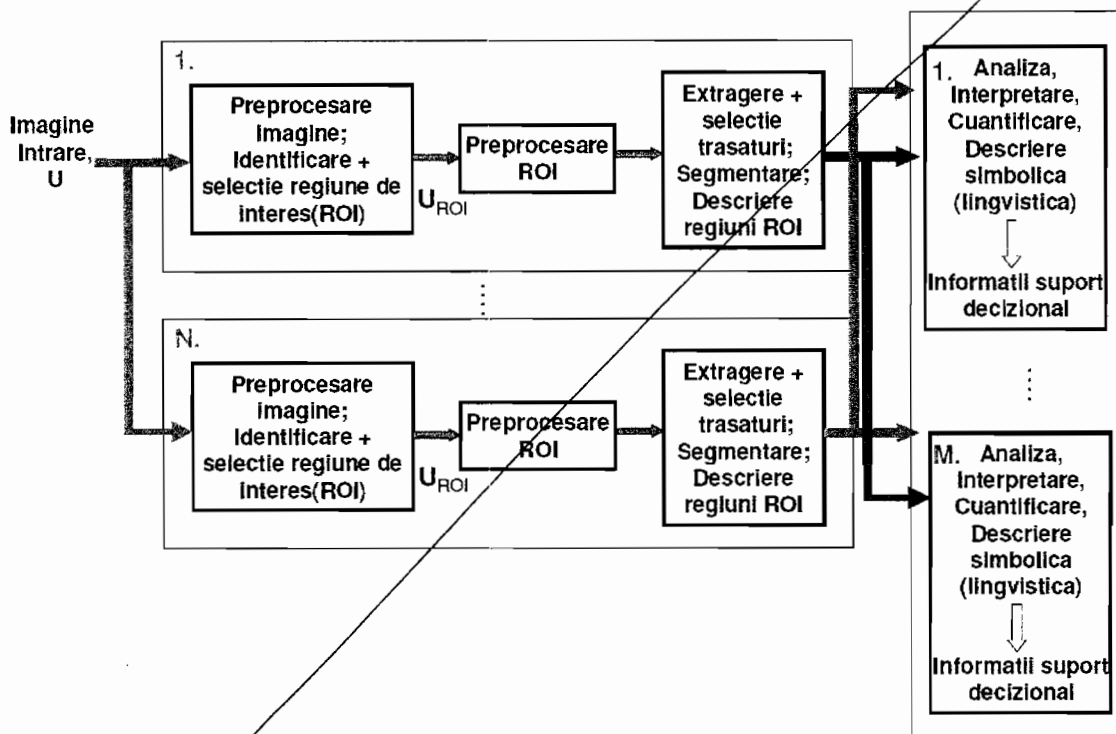 Imagine
Intrare,
U
1.
Preprocesare
imagine;
Identificare +
selectie regiune de
interes(ROI)
U_ROI
Preprocesare
ROI
Extragere +
selectie
trasaturi;
Segmentare;
Descriere
regiuni ROI
N.
Preprocesare
imagine;
Identificare +
selectie regiune de
interes(ROI)
U_ROI
Preprocesare
ROI
Extragere +
selectie
trasaturi;
Segmentare;
Descriere
regiuni ROI
1.
Analiza,
Interpretare,
Cuantificare,
Descriere
simbolica
(lingvistica)
Informatii suport
decizional
M.
Analiza,
Interpretare,
Cuantificare,
Descriere
simbolica
(lingvistica)
Informatii suport
decizional